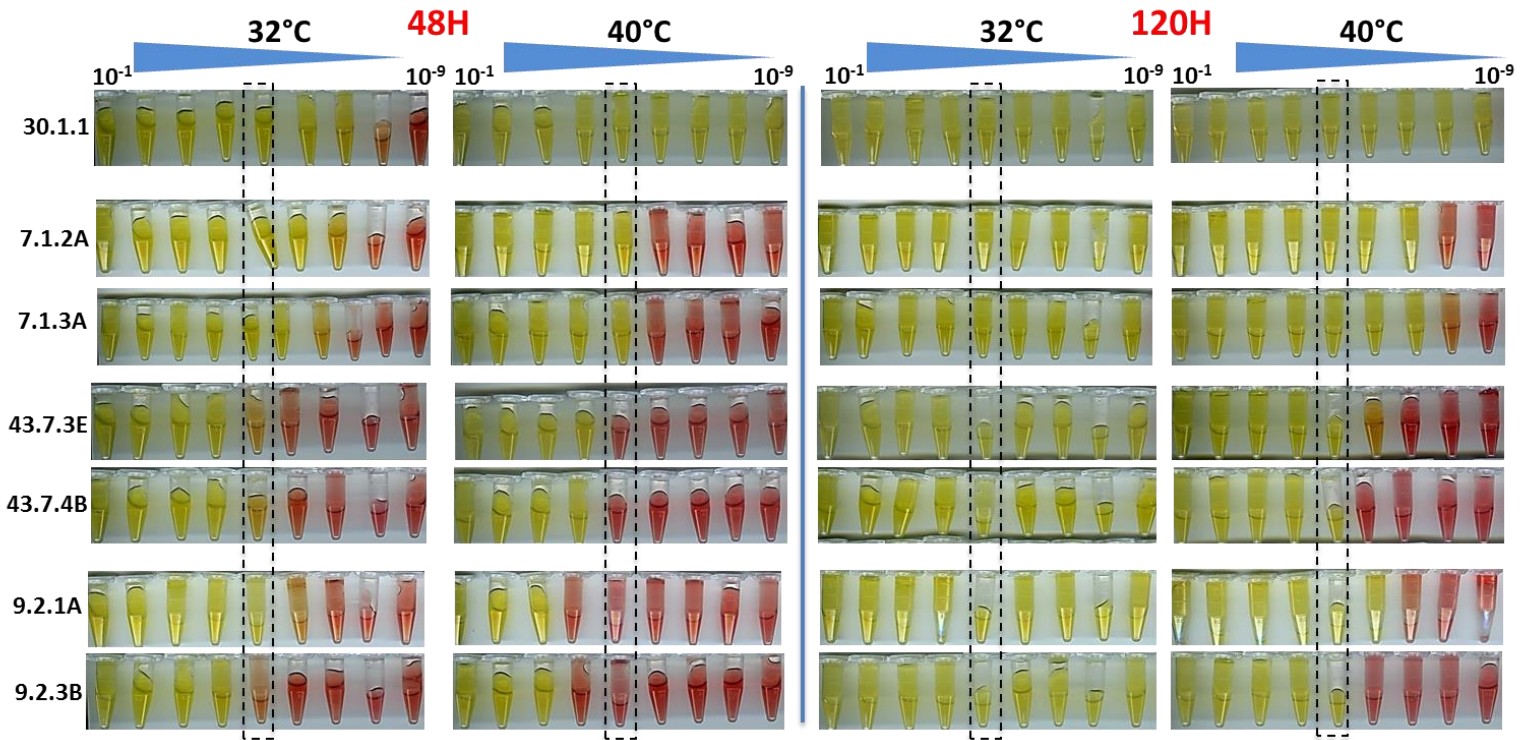 32°C 48H 40°C 32°C 120H 40°C
10-1 10-9 10-1 10-9 10-1 10-9 10-1 10-9
30.1.1
7.1.2A
7.1.3A
43.7.3E
43.7.4B
9.2.1A
9.2.3B